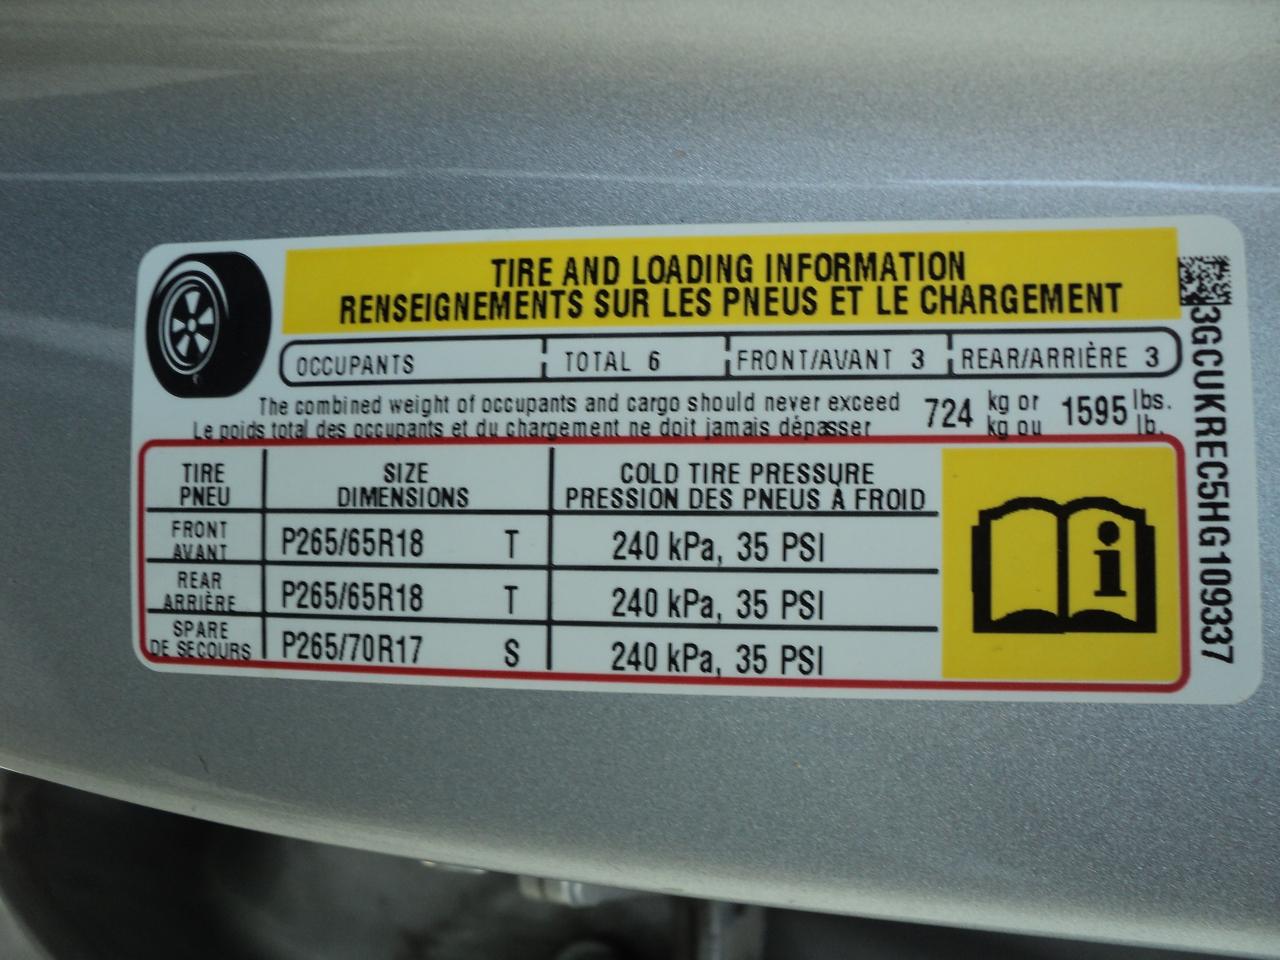 TIRE AND LOADING INFORMATION
RENSEIGNEMENTS SUR LES PNEUS ET LE CHARGEMENT
OCCUPANTS TOTAL 6 FRONT/AVANT 3 REAR/ARRIÈRE 3
The combined weight of occupants and cargo should never exceed 724 kg or 1595 lbs.
Le poids total des occupants et du chargement ne doit jamais dépasser kg ou lb.
TIRE SIZE COLD TIRE PRESSURE
PNEU DIMENSIONS PRESSION DES PNEUS À FROID
FRONT
AVANT P265/65R18 T 240 kPa, 35 PSI
REAR
ARRIÈRE P265/65R18 T 240 kPa, 35 PSI
SPARE
DE SECOURS P265/70R17 S 240 kPa, 35 PSI
i
3GCUKREC5HG109337